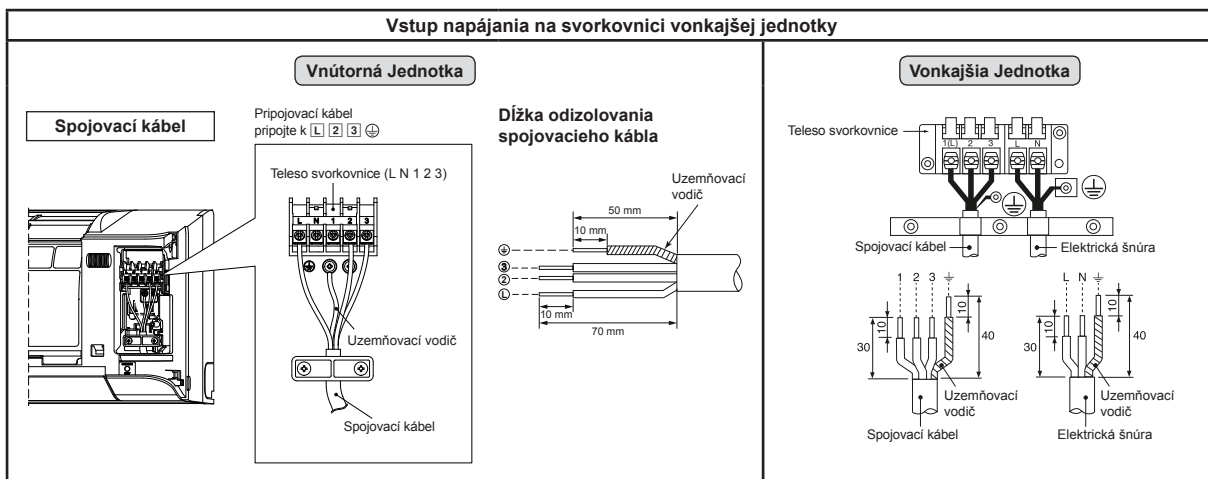 Vstup napájania na svorkovnici vonkajšej jednotky
Vnútorná Jednotka
Spojovací kábel
Pripojovací kábel
pripojte k L 2 3 ⏚
Teleso svorkovnice (L N 1 2 3)
L N 1 2 3
Uzemňovací vodič
Spojovací kábel
Dĺžka odizolovania
spojovacieho kábla
Uzemňovací
vodič
50 mm
10 mm
⏚
3
2
L
10 mm
70 mm
Vonkajšia Jednotka
Teleso svorkovnice
1(L) 2 3 L N
Spojovací kábel
Elektrická šnúra
1 2 3 ⏚
10
10
30
40
Uzemňovací
vodič
Spojovací kábel
L N ⏚
10
10
30
40
Uzemňovací
vodič
Elektrická šnúra